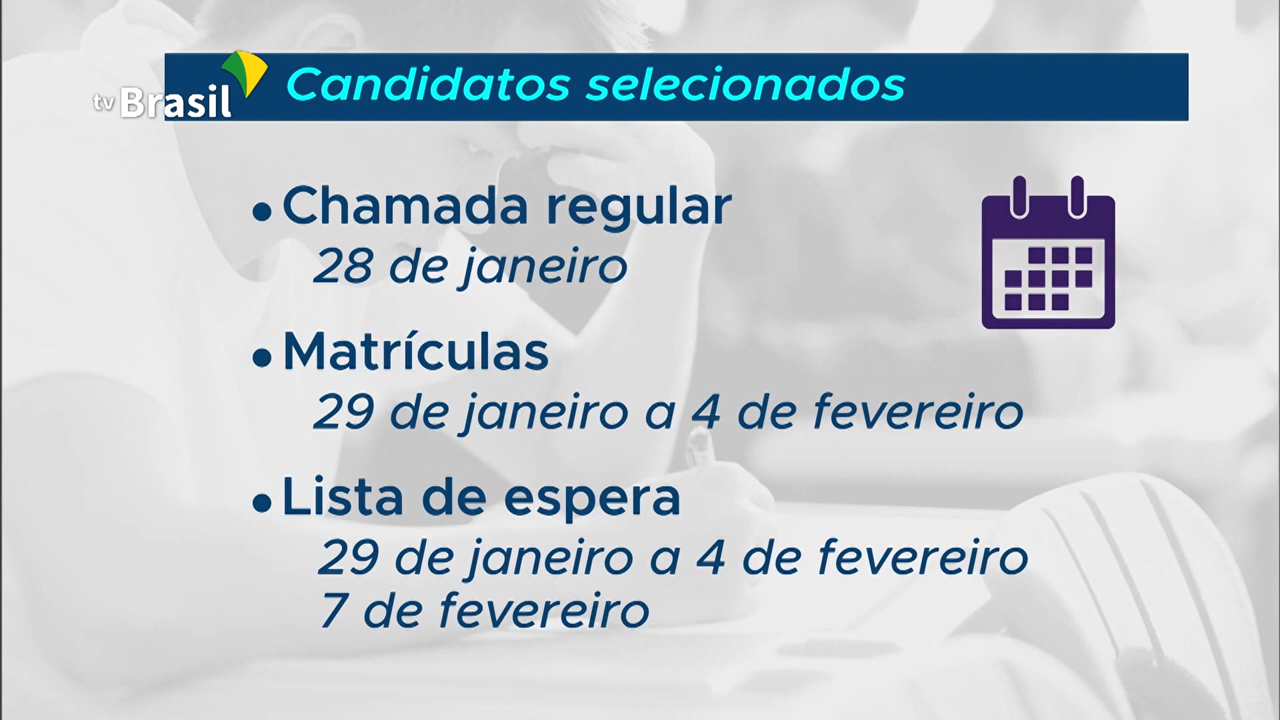 tv Brasil
Candidatos selecionados
• Chamada regular
28 de janeiro
• Matrículas
29 de janeiro a 4 de fevereiro
• Lista de espera
29 de janeiro a 4 de fevereiro
7 de fevereiro